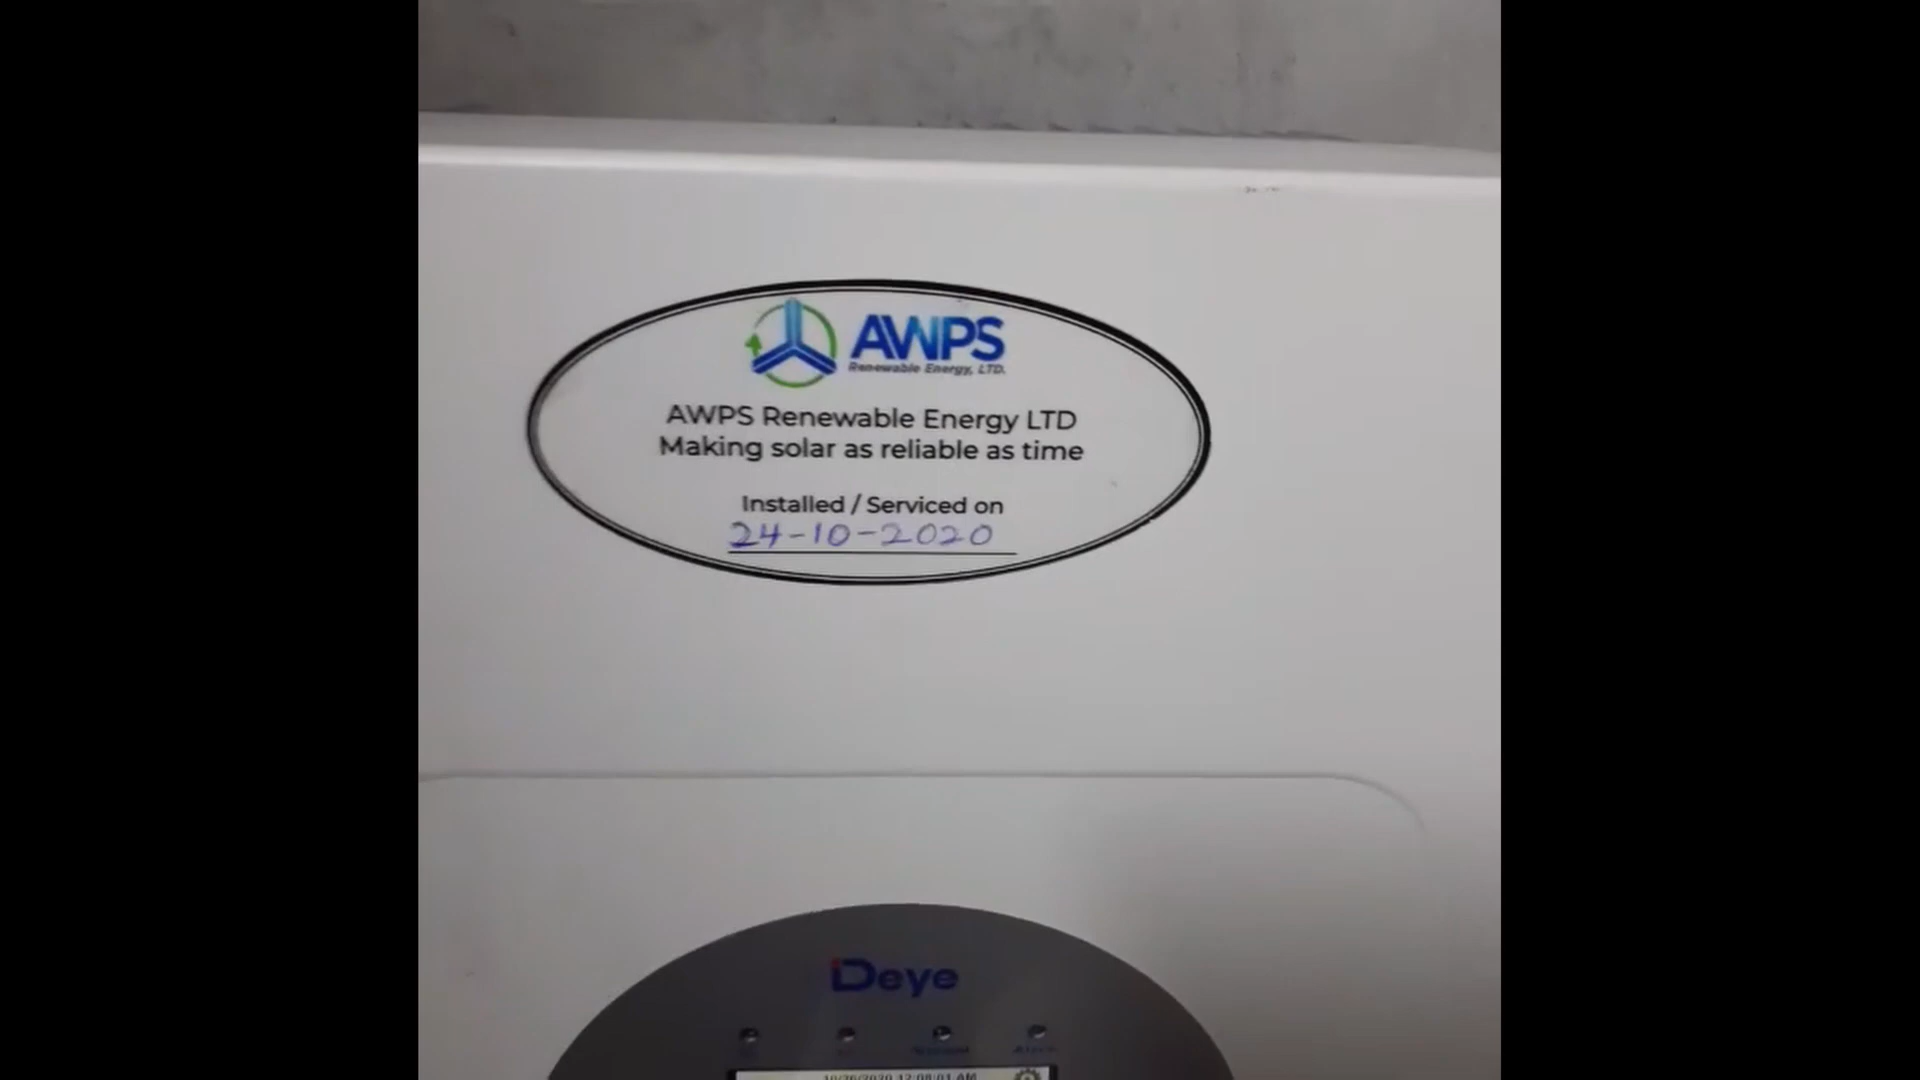 AWPS
Renewable Energy, LTD.
AWPS Renewable Energy LTD
Making solar as reliable as time
Installed / Serviced on
24-10-2020
Deye